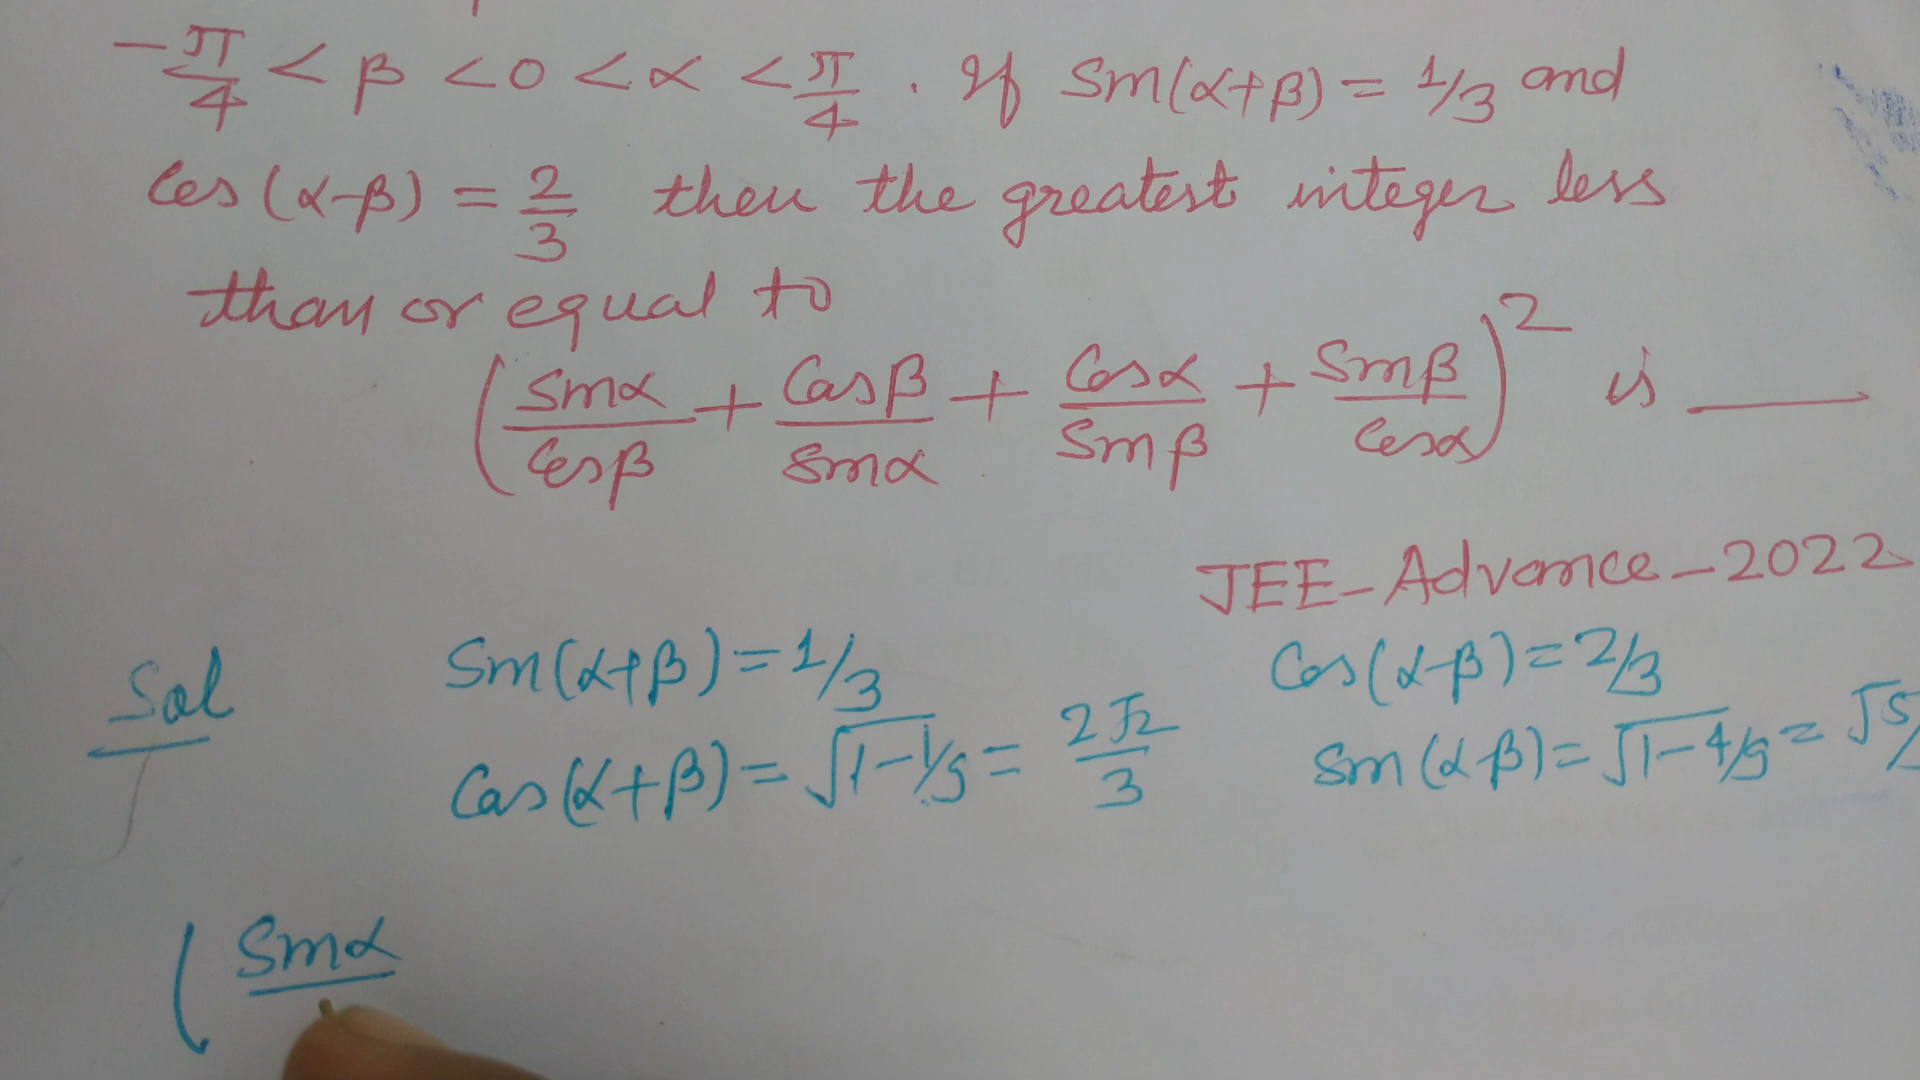 -π/4 < β < 0 < α < π/4 . If Sin(α+β) = 1/3 and
Cos(α-β) = 2/3 then the greatest integer less
than or equal to
(Sinα/Cosβ + Cosβ/Sinα + Cosα/Sinβ + Sinβ/Cosα)² is ___
JEE-Advance-2022
Sol Sin(α+β) = 1/3 Cos(α-β) = 2/3
Cos(α+β) = √1-1/9 = 2√2/3 Sin(α-β) = √1-4/9 = √5/
( Sinα